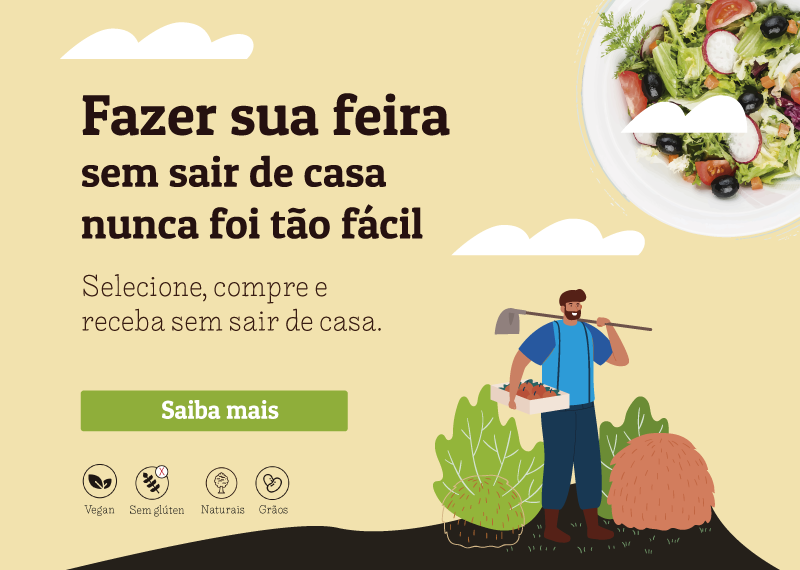 Fazer sua feira
sem sair de casa
nunca foi tão fácil
Selecione, compre e
receba sem sair de casa.
Saiba mais
X
Vegan Sem glúten Naturais Grãos